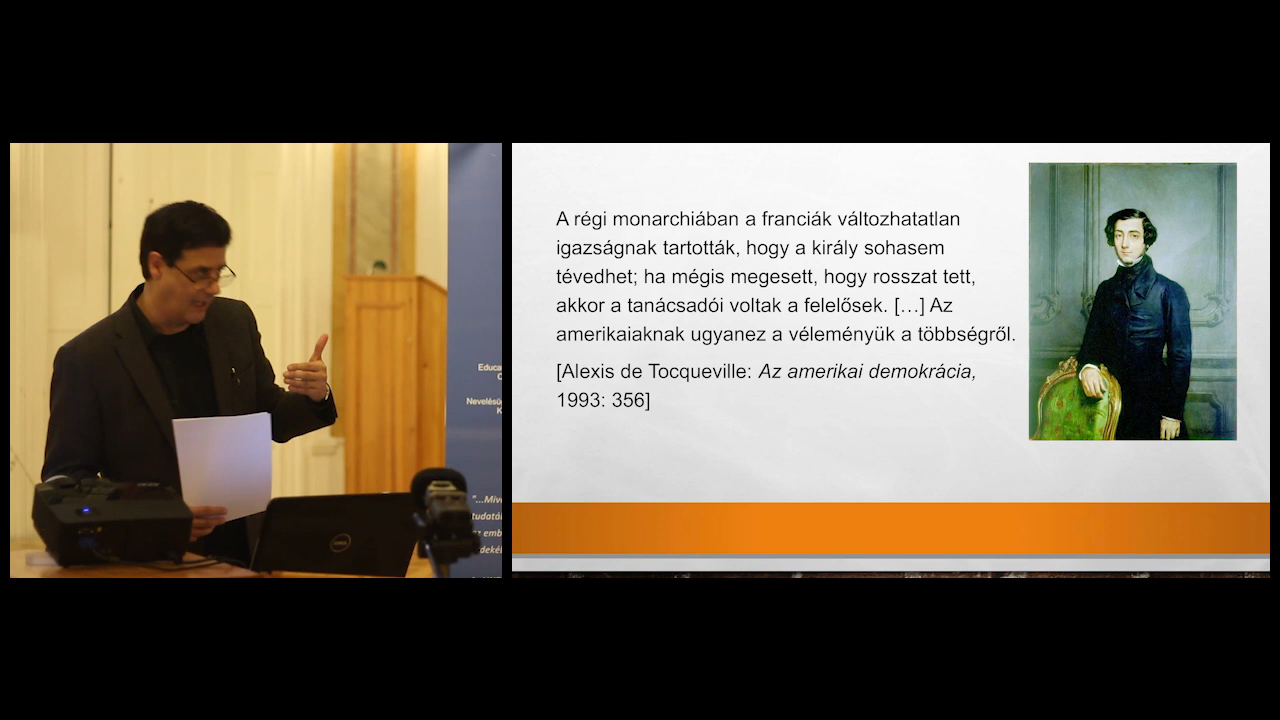 A régi monarchiában a franciák változhatatlan
igazságnak tartották, hogy a király sohasem
tévedhet; ha mégis megesett, hogy rosszat tett,
akkor a tanácsadói voltak a felelősek. […] Az
amerikaiaknak ugyanez a véleményük a többségről.
[Alexis de Tocqueville: Az amerikai demokrácia,
1993: 356]
"...Miv